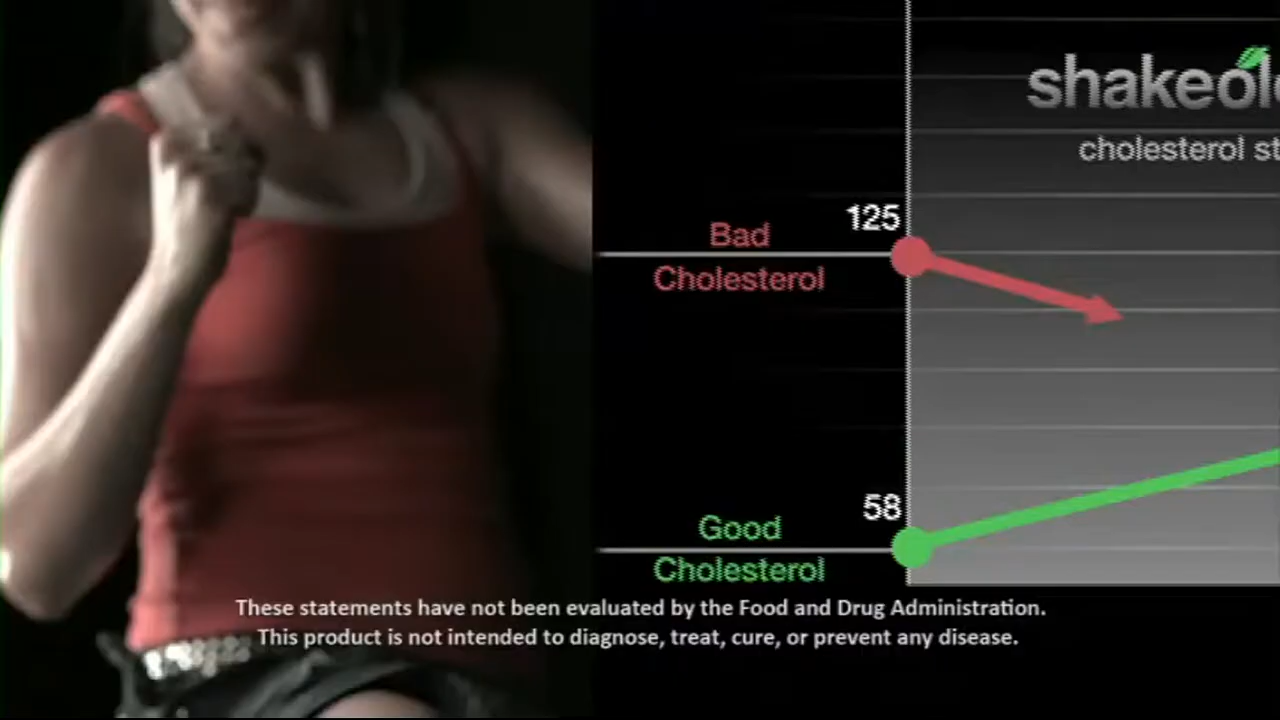 shakeolo
cholesterol st
125
Bad
Cholesterol
58
Good
Cholesterol
These statements have not been evaluated by the Food and Drug Administration.
This product is not intended to diagnose, treat, cure, or prevent any disease.